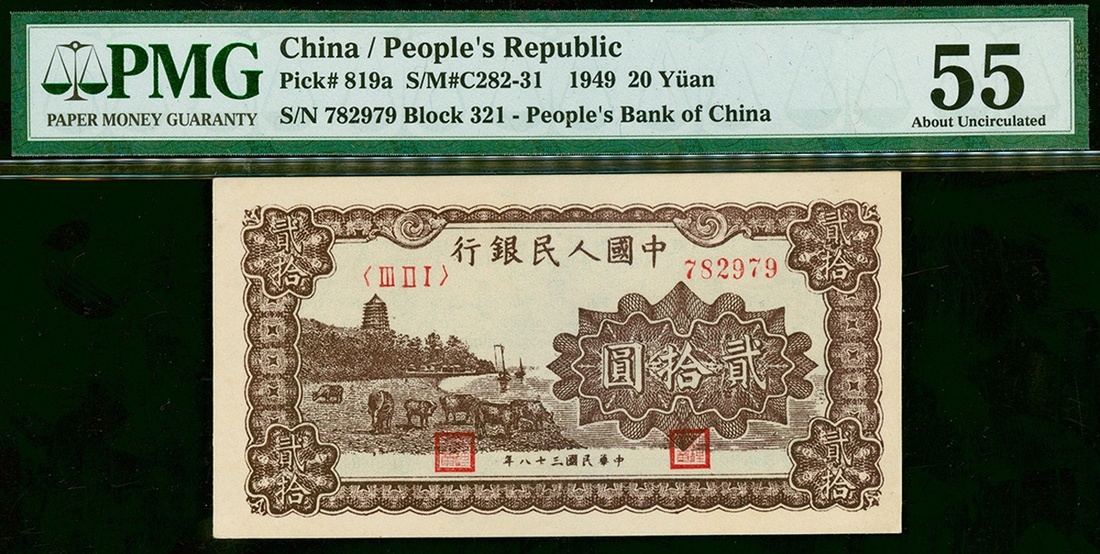 PMG
PAPER MONEY GUARANTY
China / People's Republic
Pick# 819a S/M#C282-31 1949 20 Yüan
S/N 782979 Block 321 - People's Bank of China
55
About Uncirculated
行銀民人國中
〈III II I〉
782979
貳拾
貳拾
圓拾貳
貳拾
貳拾
年八十三國民華中